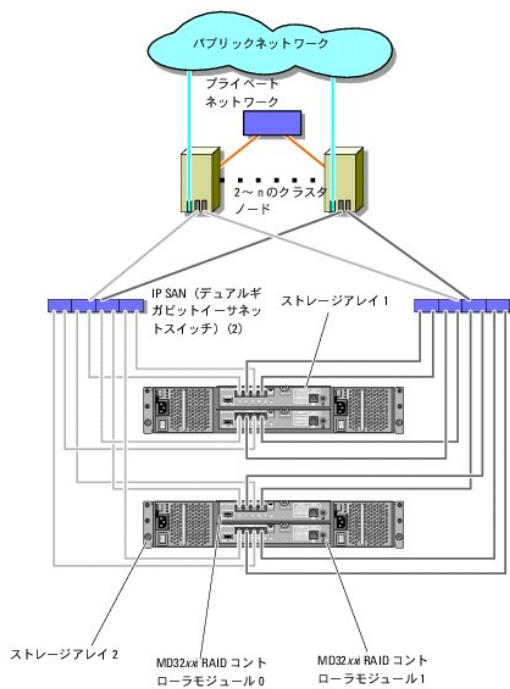 パブリックネットワーク
プライベート
ネットワーク
2～nのクラスタ
ノード
IP SAN（デュアルギ
ガビットイーサネッ
トスイッチ）(2)
ストレージアレイ 1
ストレージアレイ 2
MD32xxi RAID コント
ローラモジュール 0
MD32xxi RAID コント
ローラモジュール 1